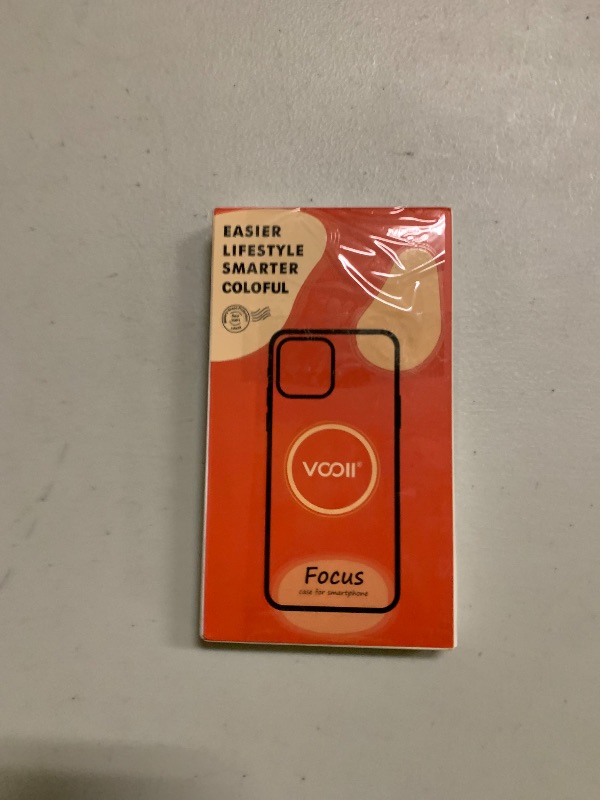 EASIER
LIFESTYLE
SMARTER
COLOFUL
VOOII®
Focus
case for smartphone